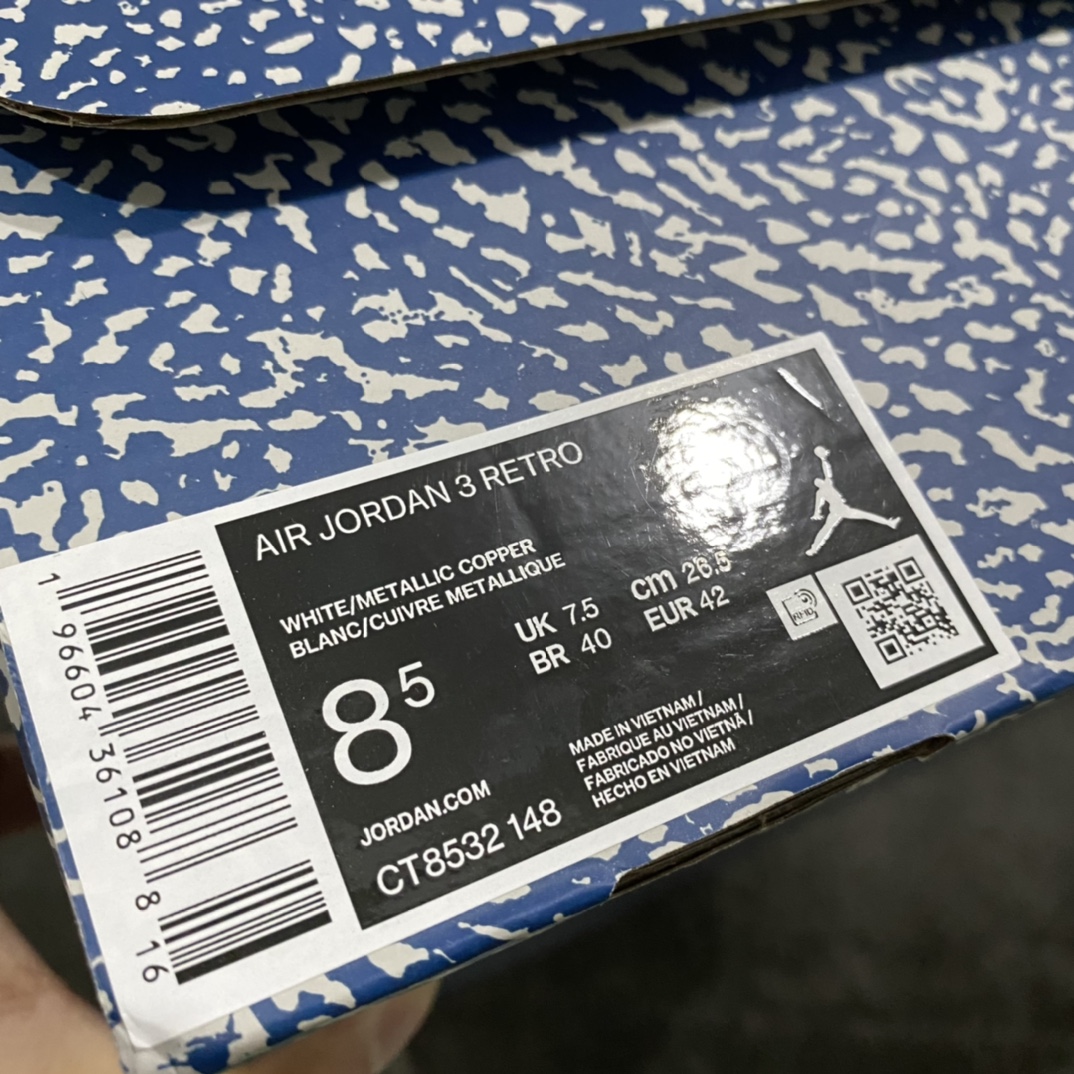 AIR JORDAN 3 RETRO
WHITE/METALLIC COPPER
BLANC/CUIVRE METALLIQUE
8⁵
UK 7.5
BR 40
cm 26.5
EUR 42
RFID
JORDAN.COM
CT8532 148
MADE IN VIETNAM /
FABRIQUE AU VIETNAM /
FABRICADO NO VIETNÃ /
HECHO EN VIETNAM
1 96604 36108 8 16